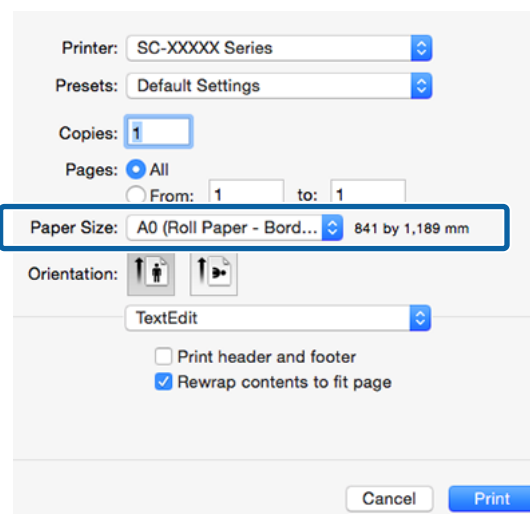 Printer: SC-XXXXX Series
Presets: Default Settings
Copies: 1
Pages: All
From: 1 to: 1
Paper Size: A0 (Roll Paper - Bord... 841 by 1,189 mm
Orientation:
TextEdit
Print header and footer
Rewrap contents to fit page
Cancel Print